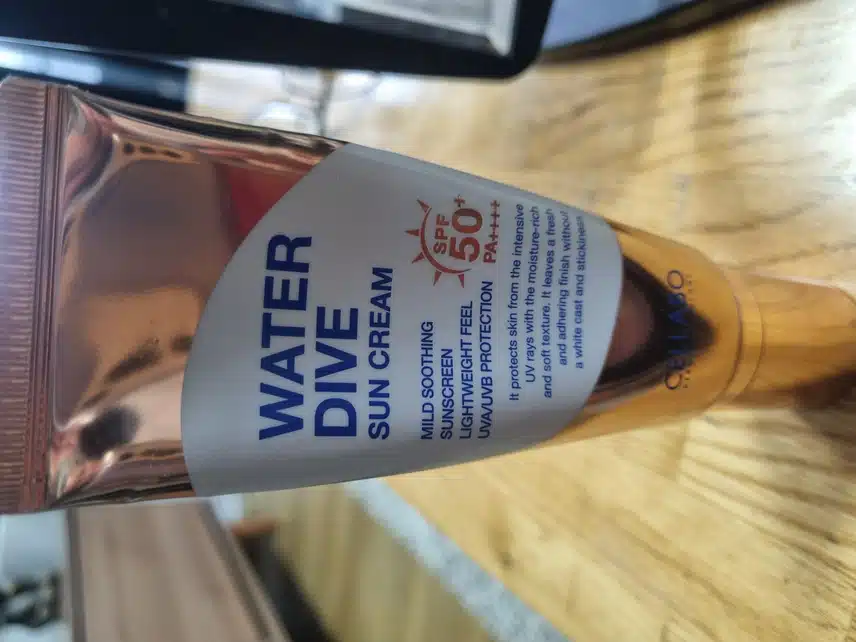 WATER
DIVE
SUN CREAM
SPF
50+
PA++++
MILD SOOTHING
SUNSCREEN
LIGHTWEIGHT FEEL
UVA/UVB PROTECTION
It protects skin from the intensive
UV rays with the moisture-rich
and soft texture. It leaves a fresh
and adhering finish without
a white cast and stickiness